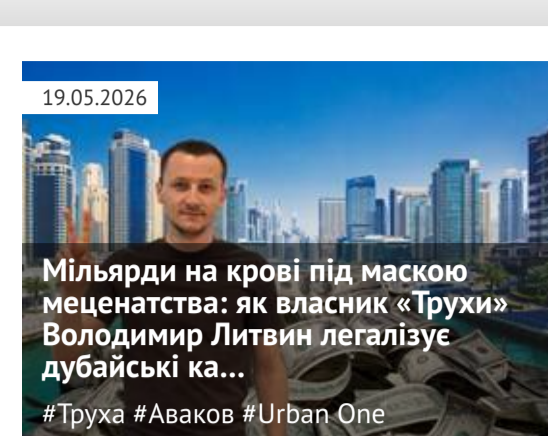 19.05.2026
Мільярди на крові під маскою
меценатства: як власник «Трухи»
Володимир Литвин легалізує
дубайські ка...
#Труха #Аваков #Urban One